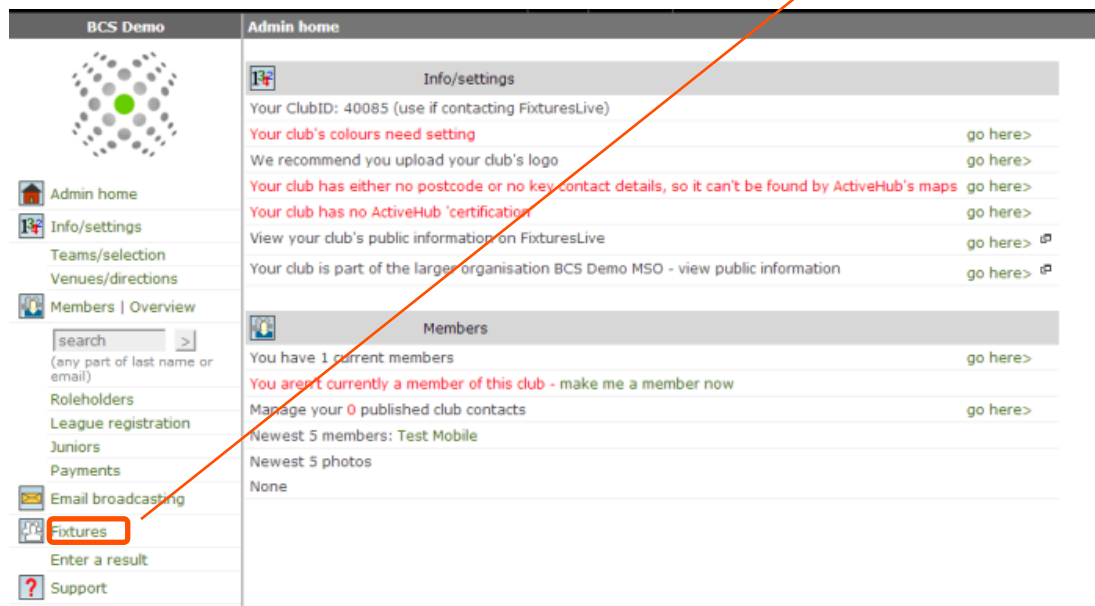 BCS Demo
Admin home
Admin home
Info/settings
Teams/selection
Venues/directions
Members | Overview
search >
(any part of last name or
email)
Roleholders
League registration
Juniors
Payments
Email broadcasting
Fixtures
Enter a result
? Support
Info/settings
Your ClubID: 40085 (use if contacting FixturesLive)
Your club's colours need setting go here>
We recommend you upload your club's logo go here>
Your club has either no postcode or no key contact details, so it can't be found by ActiveHub's maps go here>
Your club has no ActiveHub 'certification' go here>
View your club's public information on FixturesLive go here>
Your club is part of the larger organisation BCS Demo MSO - view public information go here>
Members
You have 1 current members go here>
You aren't currently a member of this club - make me a member now
Manage your 0 published club contacts go here>
Newest 5 members: Test Mobile
Newest 5 photos
None